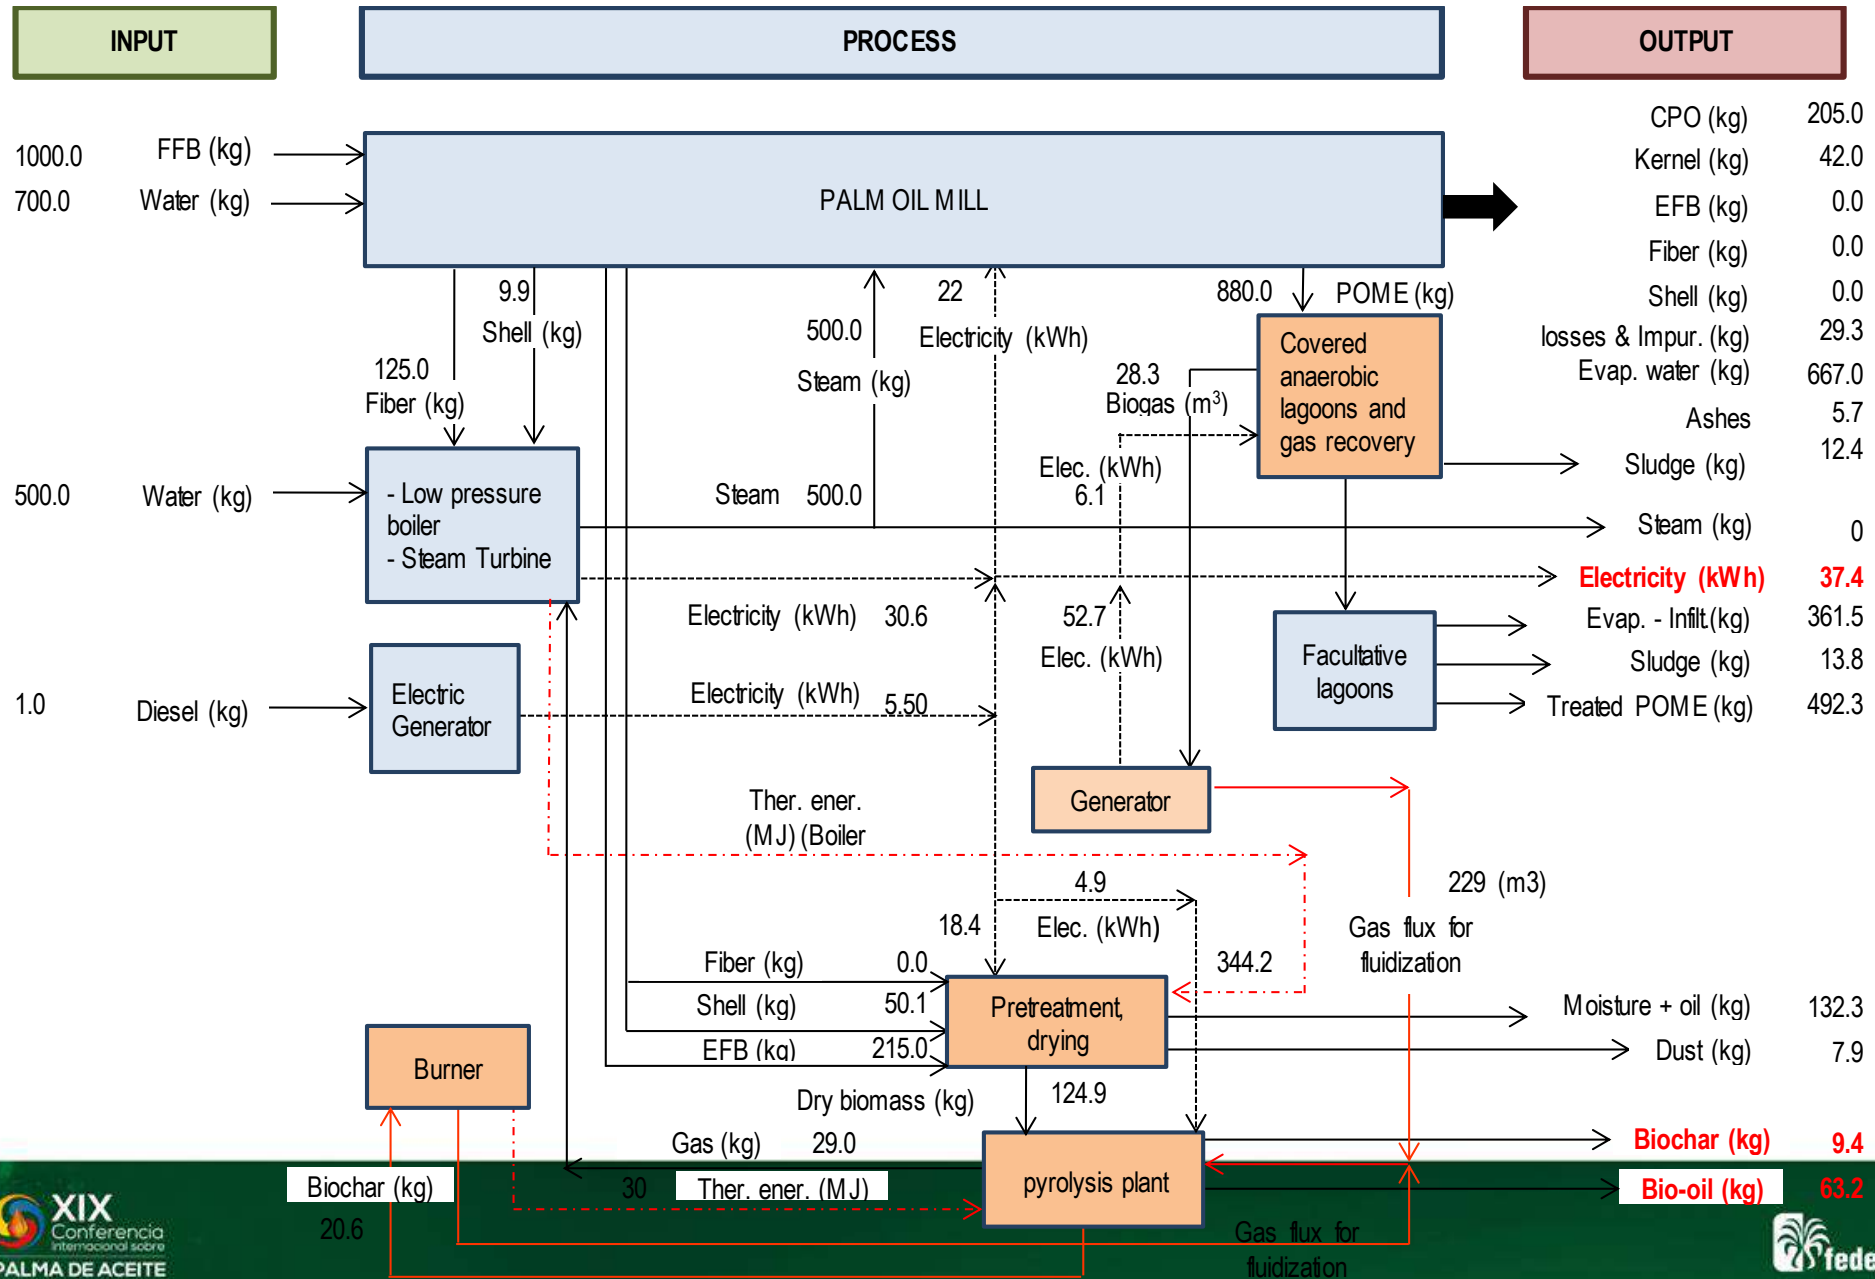 INPUT
PROCESS
OUTPUT
1000.0 FFB (kg)
700.0 Water (kg)
PALM OIL MILL
CPO (kg) 205.0
Kernel (kg) 42.0
EFB (kg) 0.0
Fiber (kg) 0.0
Shell (kg) 0.0
losses & Impur. (kg) 29.3
Evap. water (kg) 667.0
Ashes 5.7
Sludge (kg) 12.4
Steam (kg) 0
Electricity (kWh) 37.4
Evap. - Infilt.(kg) 361.5
Sludge (kg) 13.8
Treated POME (kg) 492.3
9.9
Shell (kg)
125.0
Fiber (kg)
500.0
Steam (kg)
22
Electricity (kWh)
880.0 POME (kg)
Covered
anaerobic
lagoons and
gas recovery
28.3
Biogas (m³)
Elec. (kWh)
6.1
500.0 Water (kg)
- Low pressure
boiler
- Steam Turbine
Steam 500.0
Electricity (kWh) 30.6
52.7
Elec. (kWh)
Facultative
lagoons
1.0 Diesel (kg)
Electric
Generator
Electricity (kWh) 5.50
Generator
Ther. ener.
(MJ) (Boiler
4.9
Elec. (kWh)
18.4
344.2
229 (m3)
Gas flux for
fluidization
Fiber (kg) 0.0
Shell (kg) 50.1
EFB (kg) 215.0
Pretreatment,
drying
Moisture + oil (kg) 132.3
Dust (kg) 7.9
Burner
Dry biomass (kg) 124.9
Gas (kg) 29.0
pyrolysis plant
Biochar (kg) 9.4
Bio-oil (kg) 63.2
Biochar (kg)
20.6
30 Ther. ener. (MJ)
Gas flux for
fluidization
XIX
Conferencia
Internacional sobre
PALMA DE ACEITE
fede